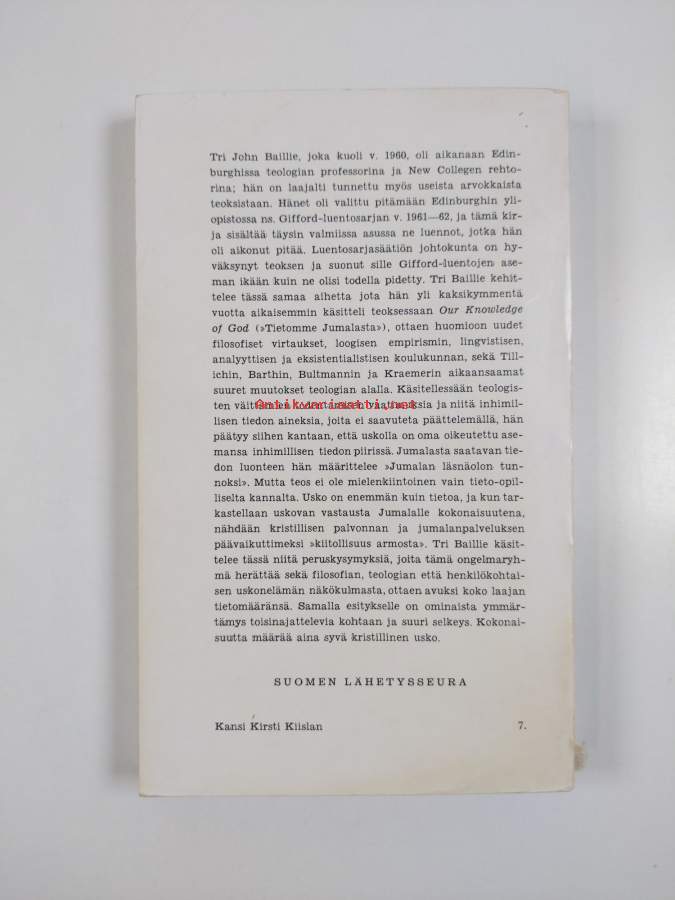 Tri John Baillie, joka kuoli v. 1960, oli aikanaan Edin-
burghissa teologian professorina ja New Collegen rehto-
rina; hän on laajalti tunnettu myös useista arvokkaista
teoksistaan. Hänet oli valittu pitämään Edinburghin yli-
opistossa ns. Gifford-luentosarjan v. 1961—62, ja tämä kir-
ja sisältää täysin valmiissa asussa ne luennot, jotka hän
oli aikonut pitää. Luentosarjasäätiön johtokunta on hy-
väksynyt teoksen ja suonut sille Gifford-luentojen ase-
man ikään kuin ne olisi todella pidetty. Tri Baillie kehit-
telee tässä samaa aihetta jota hän yli kaksikymmentä
vuotta aikaisemmin käsitteli teoksessaan Our Knowledge
of God (»Tietomme Jumalasta»), ottaen huomioon uudet
filosofiset virtaukset, loogisen empirismin, lingvistisen,
analyyttisen ja eksistentialistisen koulukunnan, sekä Till-
ichin, Barthin, Bultmannin ja Kraemerin aikaansaamat
suuret muutokset teologian alalla. Käsitellessään teologis-
ten väittämien todentamisen vaatimuksia ja niitä inhimil-
Antikvariaatti.net
lisen tiedon aineksia, joita ei saavuteta päättelemällä, hän
päätyy siihen kantaan, että uskolla on oma oikeutettu ase-
mansa inhimillisen tiedon piirissä. Jumalasta saatavan tie-
don luonteen hän määrittelee »Jumalan läsnäolon tun-
noksi». Mutta teos ei ole mielenkiintoinen vain tieto-opil-
liselta kannalta. Usko on enemmän kuin tietoa, ja kun tar-
kastellaan uskovan vastausta Jumalalle kokonaisuutena,
nähdään kristillisen palvonnan ja jumalanpalveluksen
päävaikuttimeksi »kiitollisuus armosta». Tri Baillie käsit-
telee tässä niitä peruskysymyksiä, joita tämä ongelmaryh-
mä herättää sekä filosofian, teologian että henkilökohtai-
sen uskonelämän näkökulmasta, ottaen avuksi koko laajan
tietomääränsä. Samalla esitykselle on ominaista ymmär-
tämys toisinajattelevia kohtaan ja suuri selkeys. Kokonai-
suutta määrää aina syvä kristillinen usko.
SUOMEN LÄHETYSSEURA
Kansi Kirsti Kiislan 7.